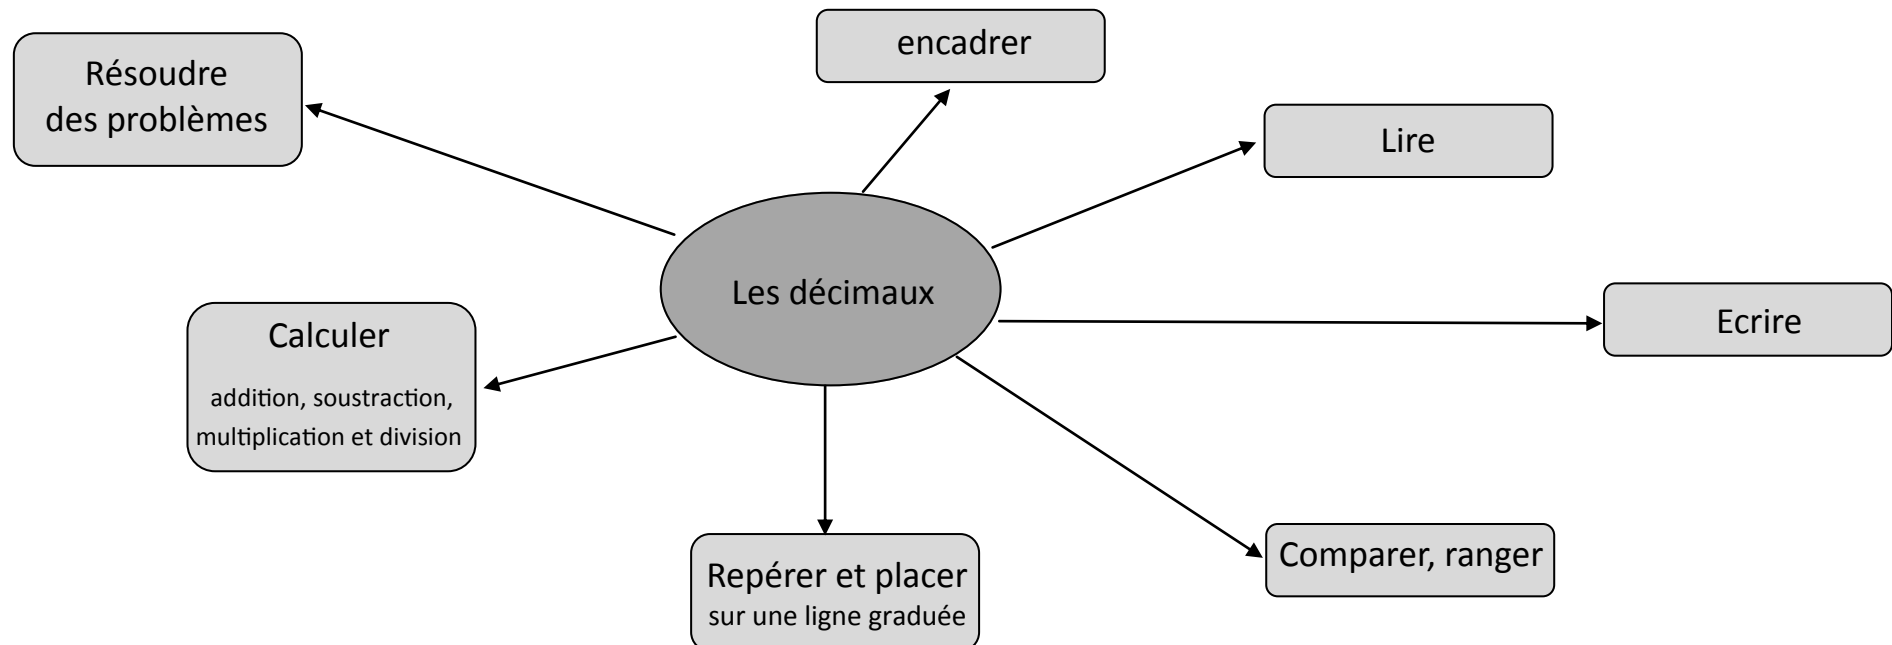 encadrer
Résoudre
des problèmes
Lire
Les décimaux
Ecrire
Calculer
addition, soustraction,
multiplication et division
Comparer, ranger
Repérer et placer
sur une ligne graduée